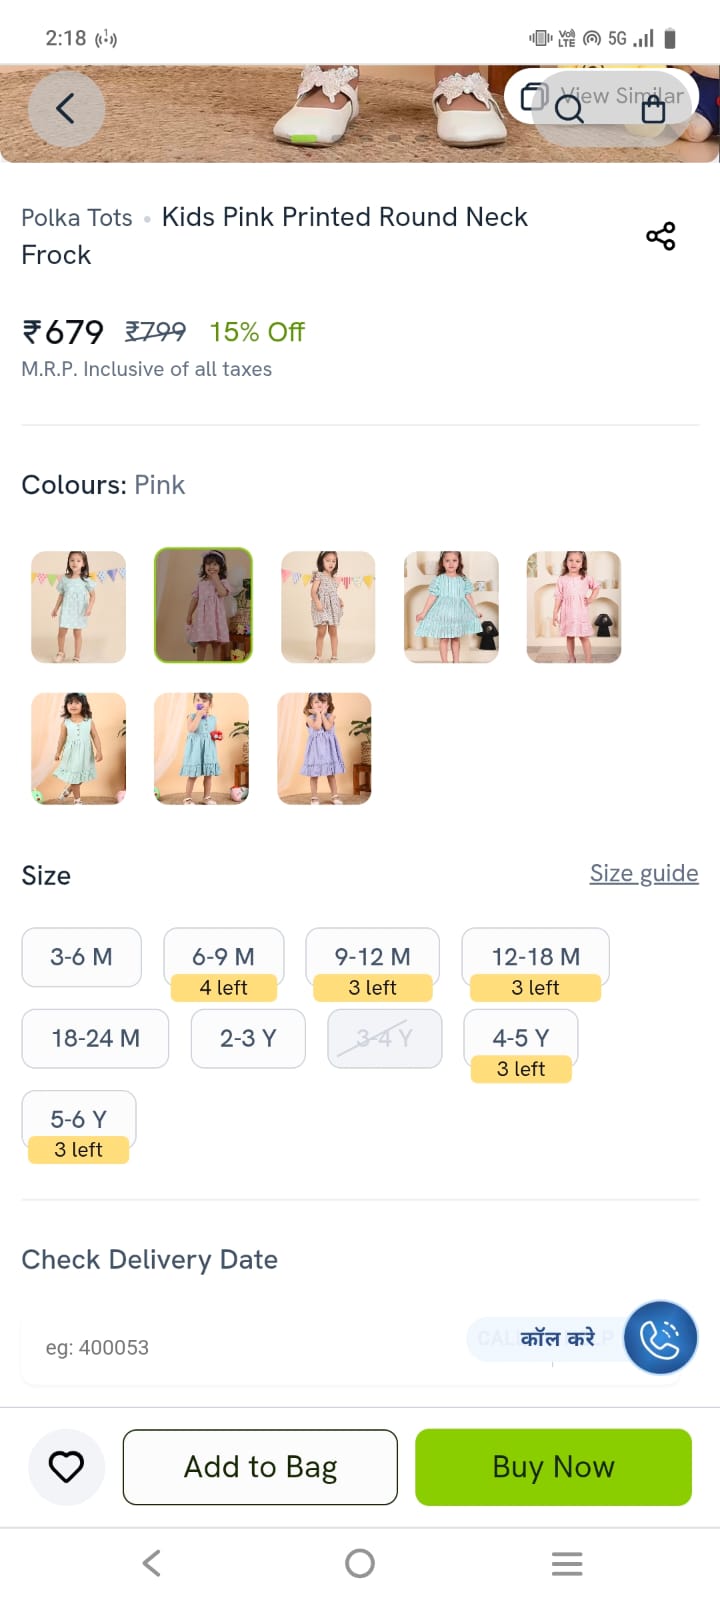 2:18
5G
View Similar
Polka Tots • Kids Pink Printed Round Neck
Frock
₹679 ₹799 15% Off
M.R.P. Inclusive of all taxes
Colours: Pink
Size
Size guide
3-6 M
6-9 M
9-12 M
12-18 M
4 left
3 left
3 left
18-24 M
2-3 Y
3-4 Y
4-5 Y
3 left
5-6 Y
3 left
Check Delivery Date
eg: 400053
कॉल करे
Add to Bag
Buy Now